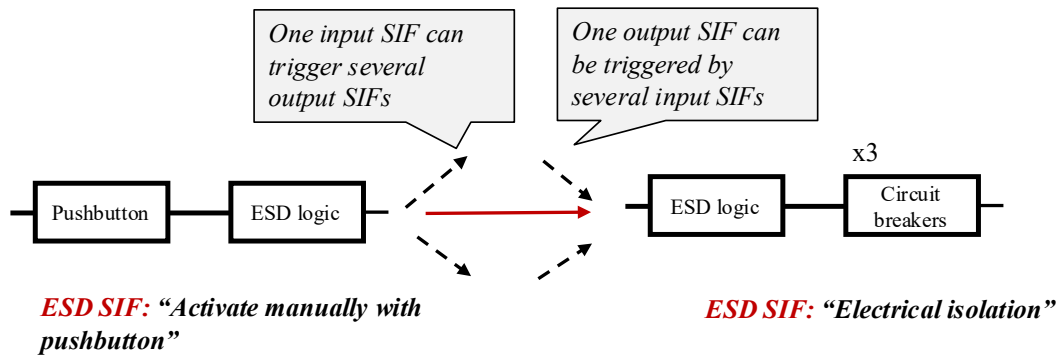 One input SIF can
trigger several
output SIFs
One output SIF can
be triggered by
several input SIFs
x3
Pushbutton
ESD logic
ESD logic
Circuit
breakers
ESD SIF: “Activate manually with
pushbutton”
ESD SIF: “Electrical isolation”